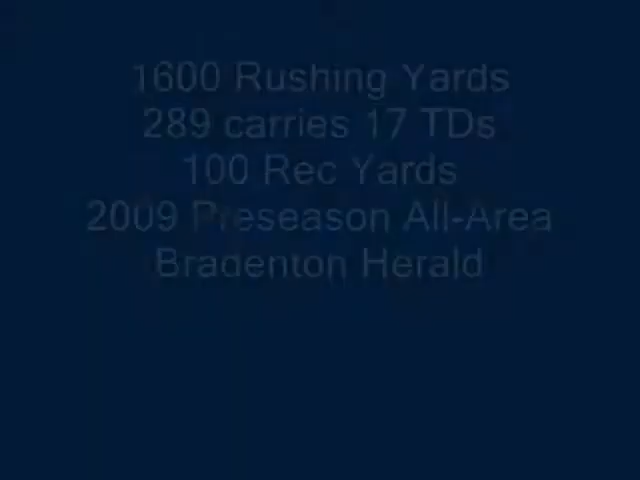 1600 Rushing Yards
289 carries 17 TDs
100 Rec Yards
2009 Preseason All-Area
Bradenton Herald